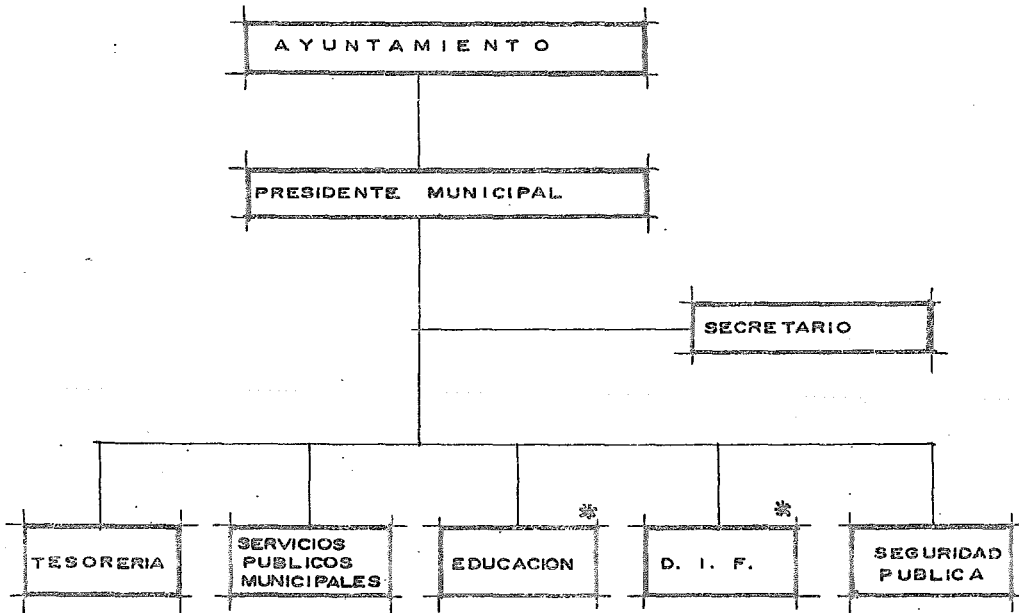 AYUNTAMIENTO
PRESIDENTE MUNICIPAL
SECRETARIO
TESORERIA
SERVICIOS
PUBLICOS
MUNICIPALES
EDUCACION
*
D. I. F.
*
SEGURIDAD
PUBLICA